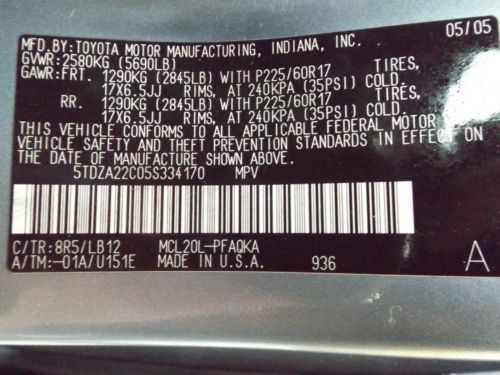 MFD.BY:TOYOTA MOTOR MANUFACTURING, INDIANA, INC. 05/05
GVWR:2580KG (5690LB)
GAWR:FRT. 1290KG (2845LB) WITH P225/60R17 TIRES,
17X6.5JJ RIMS, AT 240KPA (35PSI) COLD.
RR. 1290KG (2845LB) WITH P225/60R17 TIRES,
17X6.5JJ RIMS, AT 240KPA (35PSI) COLD.
THIS VEHICLE CONFORMS TO ALL APPLICABLE FEDERAL MOTOR
VEHICLE SAFETY AND THEFT PREVENTION STANDARDS IN EFFECT ON
THE DATE OF MANUFACTURE SHOWN ABOVE.
5TDZA22C05S334170 MPV
C/TR:8R5/LB12 MCL20L-PFAQKA
A/TM:-01A/U151E MADE IN U.S.A. 936 A